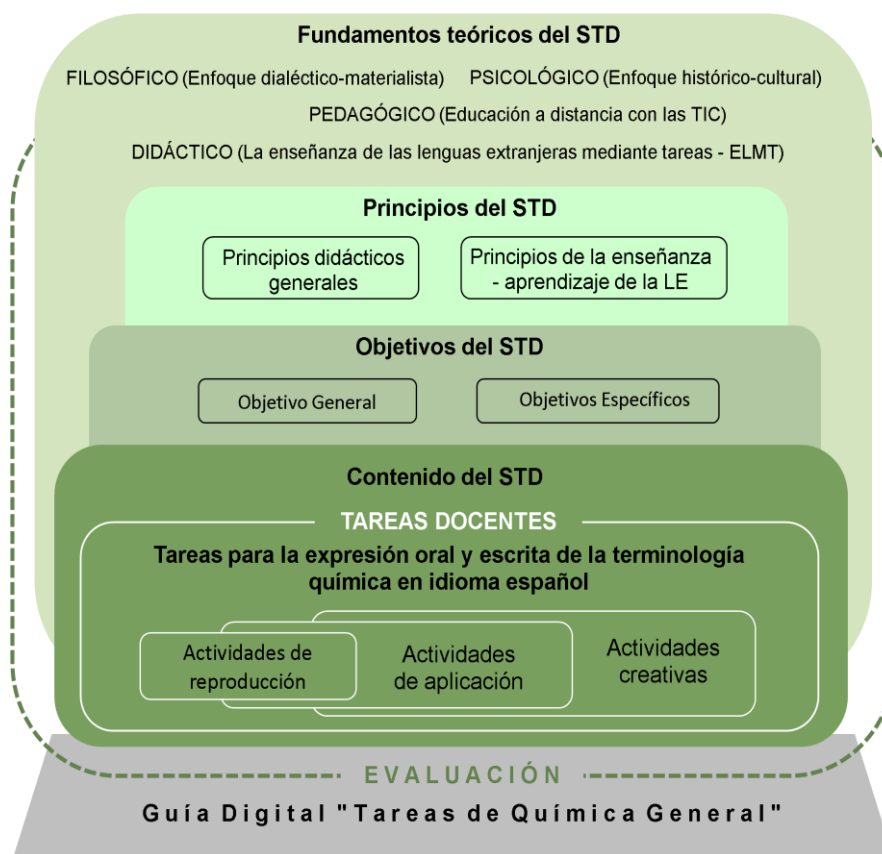 Fundamentos teóricos del STD
FILOSÓFICO (Enfoque dialéctico-materialista) PSICOLÓGICO (Enfoque histórico-cultural)
PEDAGÓGICO (Educación a distancia con las TIC)
DIDÁCTICO (La enseñanza de las lenguas extranjeras mediante tareas - ELMT)
Principios del STD
Principios didácticos
generales
Principios de la enseñanza
- aprendizaje de la LE
Objetivos del STD
Objetivo General
Objetivos Específicos
Contenido del STD
TAREAS DOCENTES
Tareas para la expresión oral y escrita de la terminología
química en idioma español
Actividades de
reproducción
Actividades
de aplicación
Actividades
creativas
EVALUACIÓN
Guía Digital "Tareas de Química General"